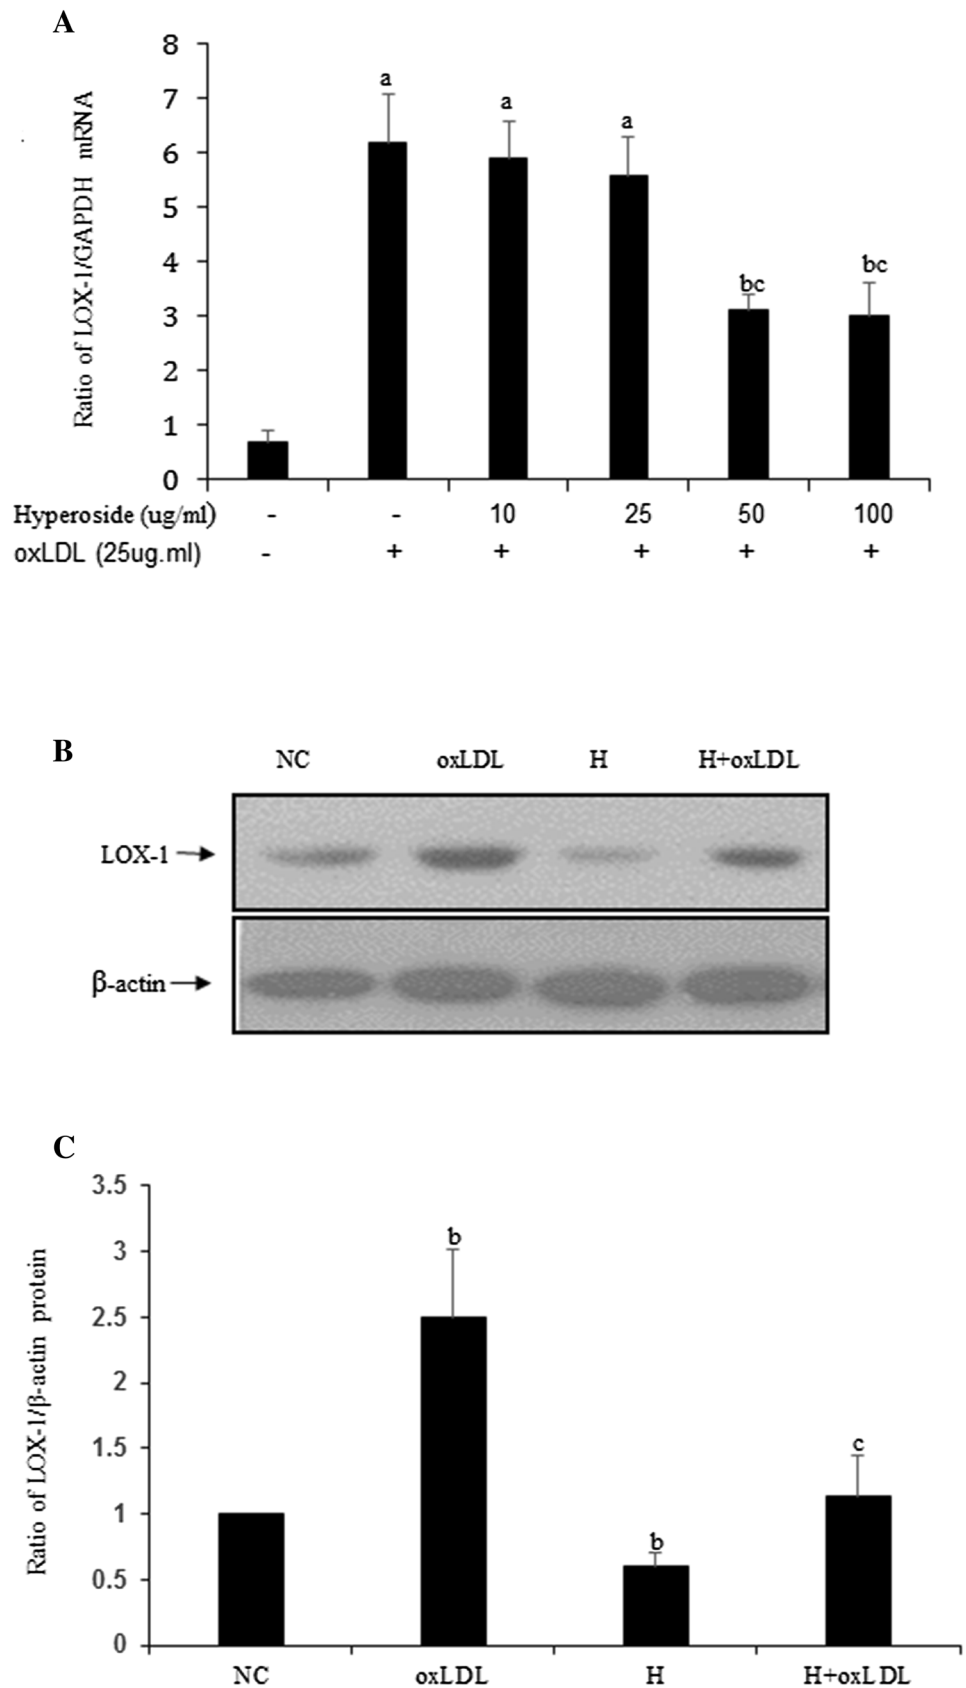 A
8
7
6
5
4
3
2
1
0
Ratio of LOX-1/GAPDH mRNA
a
a
a
bc
bc
Hyperoside (ug/ml) - - 10 25 50 100
oxLDL (25ug.ml) - + + + + +
B
NC oxLDL H H+oxLDL
LOX-1
β-actin
C
3.5
3
2.5
2
1.5
1
0.5
0
Ratio of LOX-1/β-actin protein
b
b
c
NC oxLDL H H+oxLDL